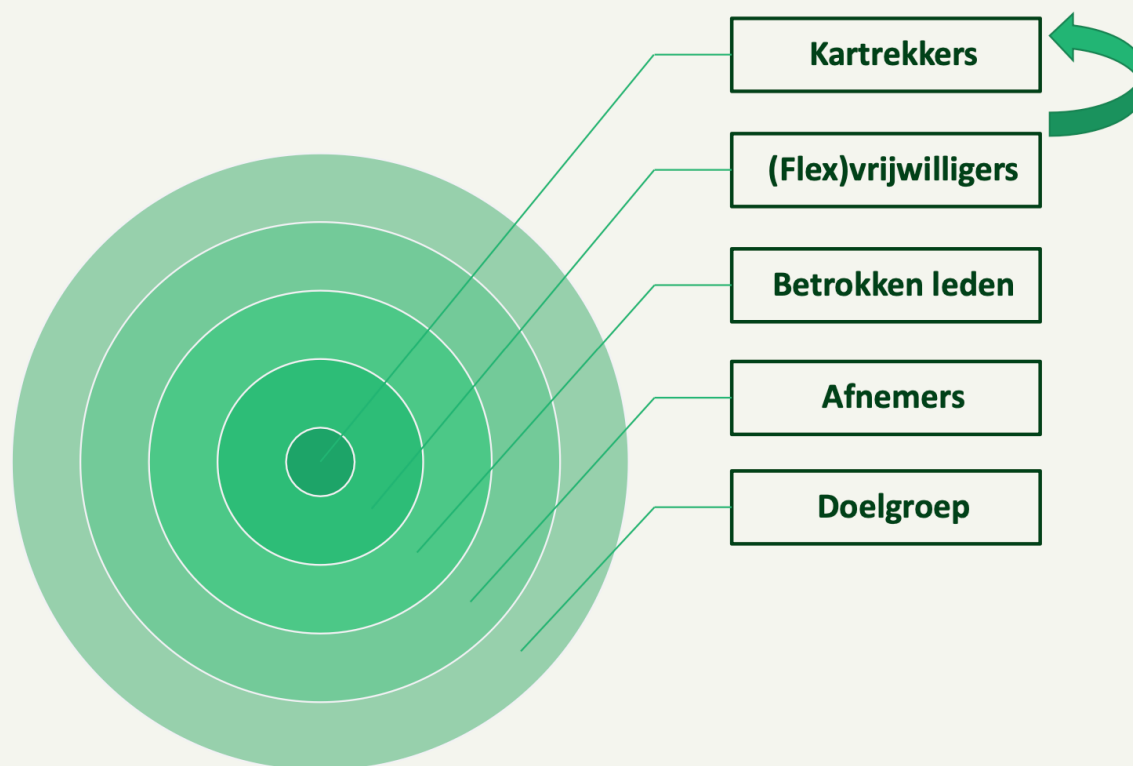 Kartrekkers
(Flex)vrijwilligers
Betrokken leden
Afnemers
Doelgroep